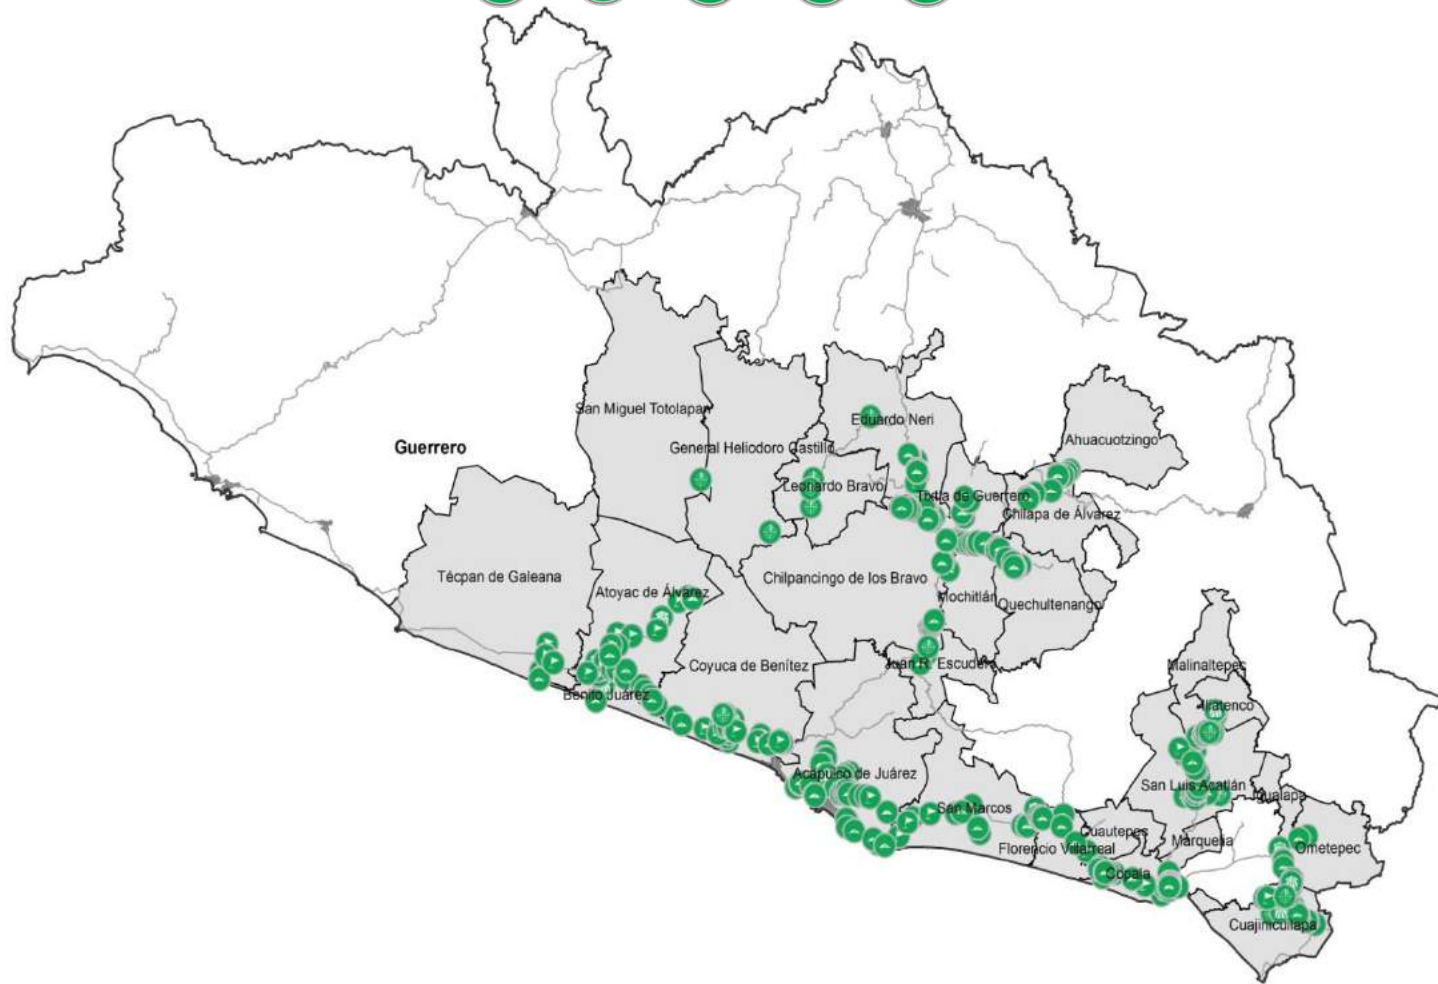 San Miguel Totolapan
Eduardo Neri
Ahuacuotzingo
Guerrero
General Heliodoro Castillo
Leonardo Bravo
Tixtla de Guerrero
Chilapa de Álvarez
Técpan de Galeana
Chilpancingo de los Bravo
Atoyac de Álvarez
Mochitlán
Quechultenango
Coyuca de Benítez
Juan R. Escudero
Malinaltepec
Benito Juárez
Iliatenco
Acapulco de Juárez
San Luis Acatlán
Igualapa
San Marcos
Cuautepec
Marquelia
Florencio Villarreal
Ometepec
Copala
Cuajinicuilapa